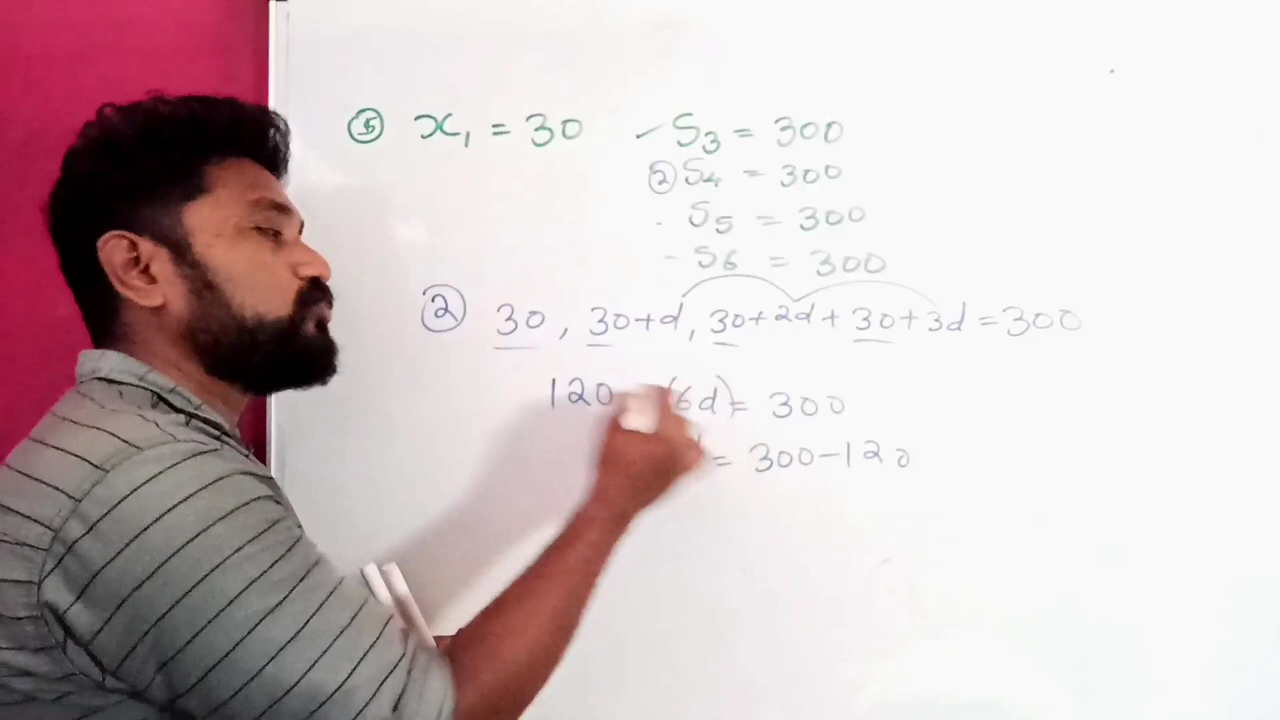 ⑤ x₁ = 30 ✓ S₃ = 300
② S₄ = 300
- S₅ = 300
- S₆ = 300
② 30 , 30+d, 30+2d+ 30+3d=300
120 (6d)= 300
= 300-120